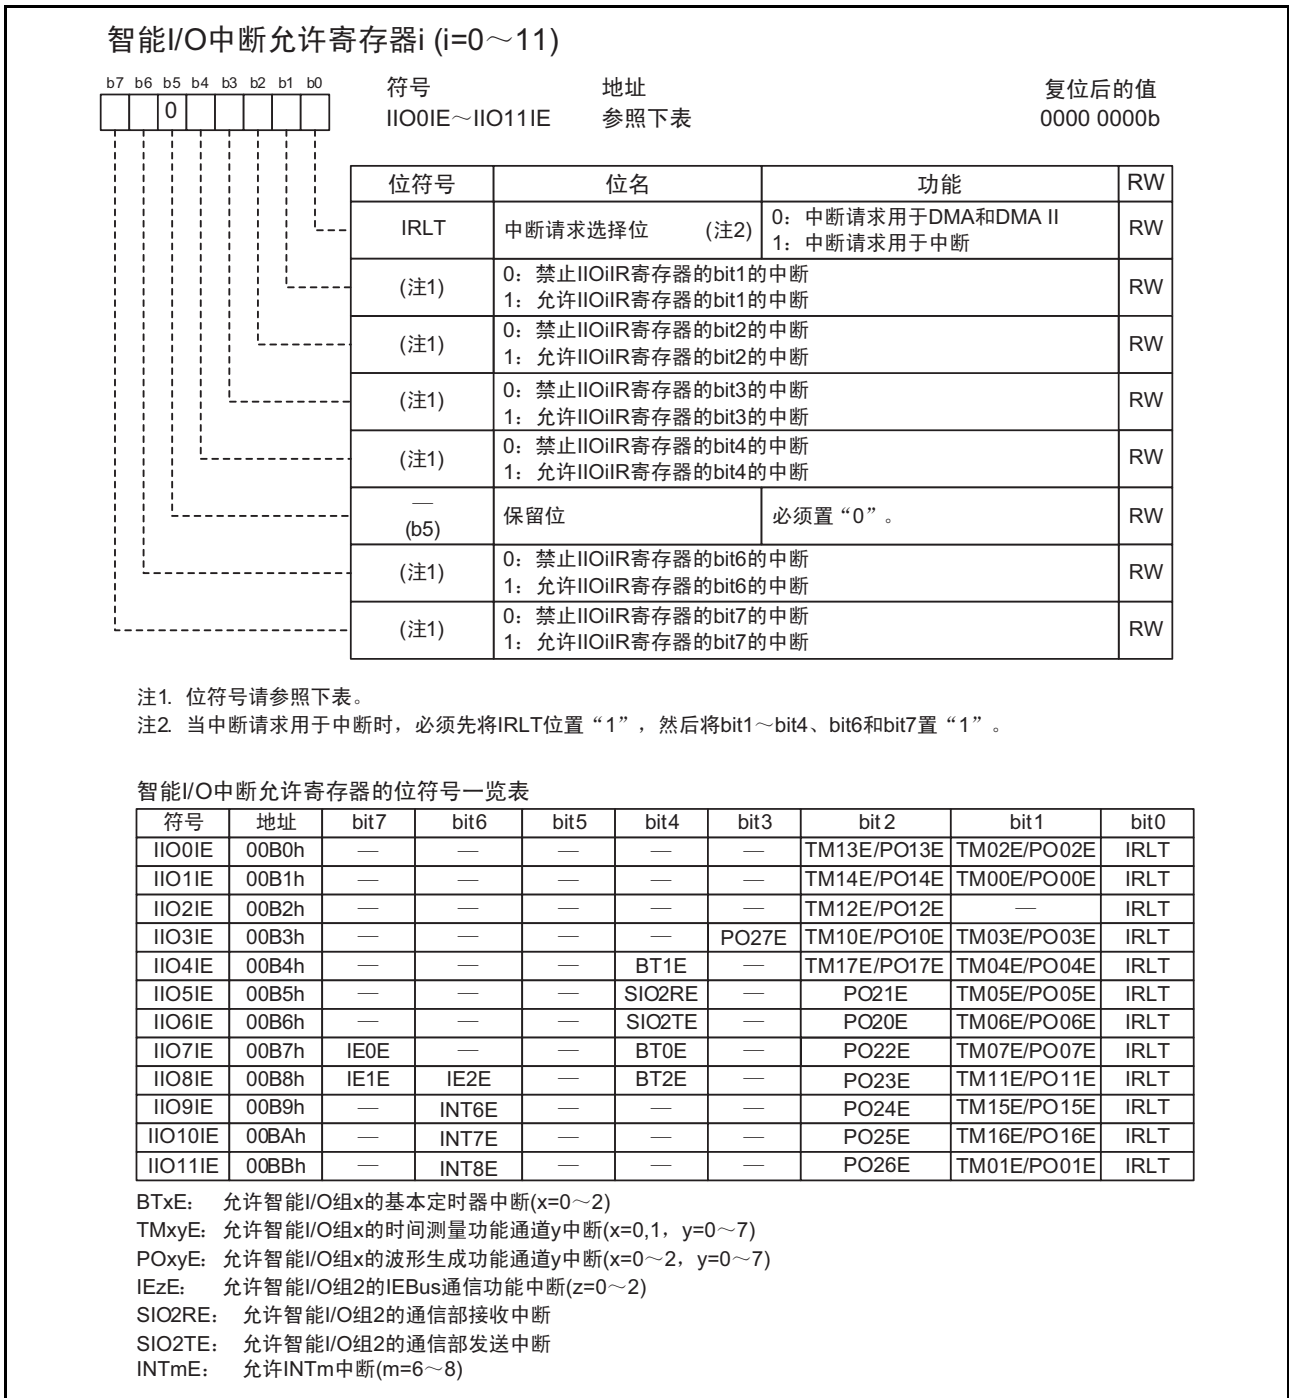 智能I/O中断允许寄存器i (i=0～11)
b7 b6 b5 b4 b3 b2 b1 b0
0
符号 地址 复位后的值
IIO0IE～IIO11IE 参照下表 0000 0000b
位符号 位名 功能 RW
IRLT 中断请求选择位 (注2) 0：中断请求用于DMA和DMA II
1：中断请求用于中断 RW
(注1) 0：禁止IIOiIR寄存器的bit1的中断
1：允许IIOiIR寄存器的bit1的中断 RW
(注1) 0：禁止IIOiIR寄存器的bit2的中断
1：允许IIOiIR寄存器的bit2的中断 RW
(注1) 0：禁止IIOiIR寄存器的bit3的中断
1：允许IIOiIR寄存器的bit3的中断 RW
(注1) 0：禁止IIOiIR寄存器的bit4的中断
1：允许IIOiIR寄存器的bit4的中断 RW
—
(b5) 保留位 必须置“0”。 RW
(注1) 0：禁止IIOiIR寄存器的bit6的中断
1：允许IIOiIR寄存器的bit6的中断 RW
(注1) 0：禁止IIOiIR寄存器的bit7的中断
1：允许IIOiIR寄存器的bit7的中断 RW
注1. 位符号请参照下表。
注2. 当中断请求用于中断时，必须先将IRLT位置“1”，然后将bit1～bit4、bit6和bit7置“1”。
智能I/O中断允许寄存器的位符号一览表
符号 地址 bit7 bit6 bit5 bit4 bit3 bit2 bit1 bit0
IIO0IE 00B0h — — — — — TM13E/PO13E TM02E/PO02E IRLT
IIO1IE 00B1h — — — — — TM14E/PO14E TM00E/PO00E IRLT
IIO2IE 00B2h — — — — — TM12E/PO12E — IRLT
IIO3IE 00B3h — — — — PO27E TM10E/PO10E TM03E/PO03E IRLT
IIO4IE 00B4h — — — BT1E — TM17E/PO17E TM04E/PO04E IRLT
IIO5IE 00B5h — — — SIO2RE — PO21E TM05E/PO05E IRLT
IIO6IE 00B6h — — — SIO2TE — PO20E TM06E/PO06E IRLT
IIO7IE 00B7h IE0E — — BT0E — PO22E TM07E/PO07E IRLT
IIO8IE 00B8h IE1E IE2E — BT2E — PO23E TM11E/PO11E IRLT
IIO9IE 00B9h — INT6E — — — PO24E TM15E/PO15E IRLT
IIO10IE 00BAh — INT7E — — — PO25E TM16E/PO16E IRLT
IIO11IE 00BBh — INT8E — — — PO26E TM01E/PO01E IRLT
BTxE： 允许智能I/O组x的基本定时器中断(x=0～2)
TMxyE：允许智能I/O组x的时间测量功能通道y中断(x=0,1，y=0～7)
POxyE：允许智能I/O组x的波形生成功能通道y中断(x=0～2，y=0～7)
IEzE： 允许智能I/O组2的IEBus通信功能中断(z=0～2)
SIO2RE： 允许智能I/O组2的通信部接收中断
SIO2TE： 允许智能I/O组2的通信部发送中断
INTmE： 允许INTm中断(m=6～8)